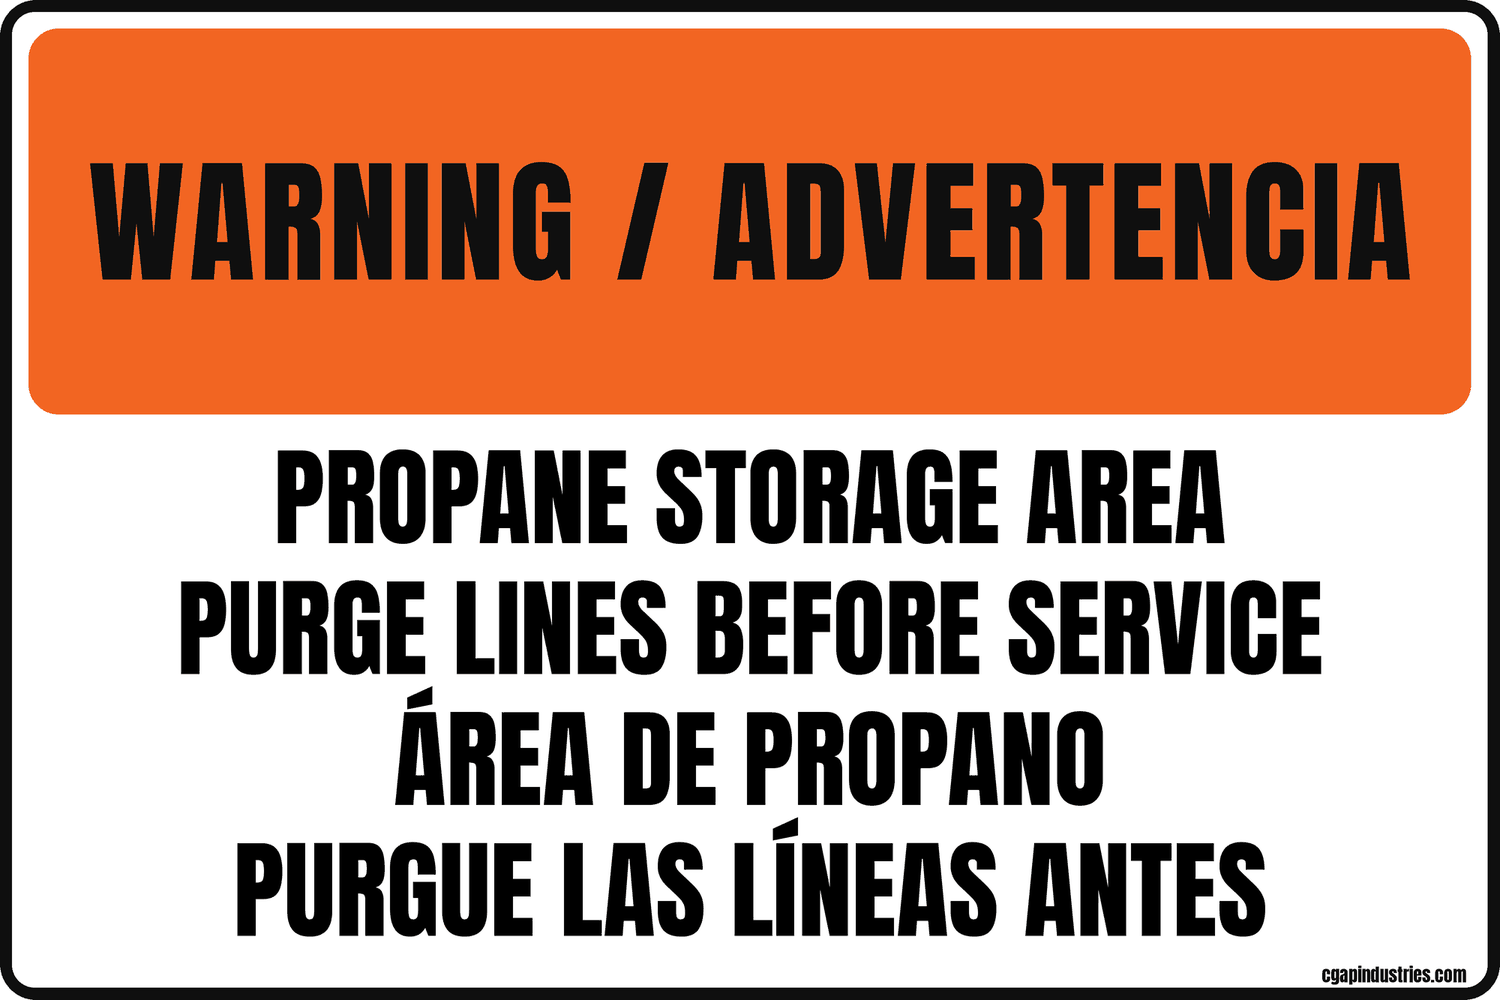 WARNING / ADVERTENCIA
PROPANE STORAGE AREA
PURGE LINES BEFORE SERVICE
ÁREA DE PROPANO
PURGUE LAS LÍNEAS ANTES
cgapindustries.com